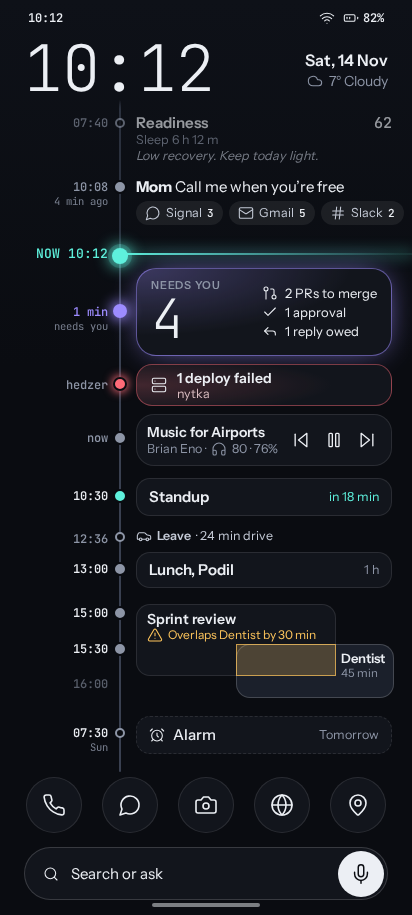 10:12
82%
10:12
Sat, 14 Nov
7° Cloudy
07:40
Readiness
62
Sleep 6 h 12 m
Low recovery. Keep today light.
10:08
Mom Call me when you’re free
4 min ago
Signal 3
Gmail 5
Slack 2
NOW 10:12
NEEDS YOU
4
2 PRs to merge
1 approval
1 reply owed
1 min
needs you
hedzer
1 deploy failed
nytka
now
Music for Airports
Brian Eno · 80 · 76%
10:30
Standup
in 18 min
12:36
Leave · 24 min drive
13:00
Lunch, Podil
1 h
15:00
Sprint review
Overlaps Dentist by 30 min
15:30
Dentist
45 min
16:00
07:30
Sun
Alarm
Tomorrow
Search or ask